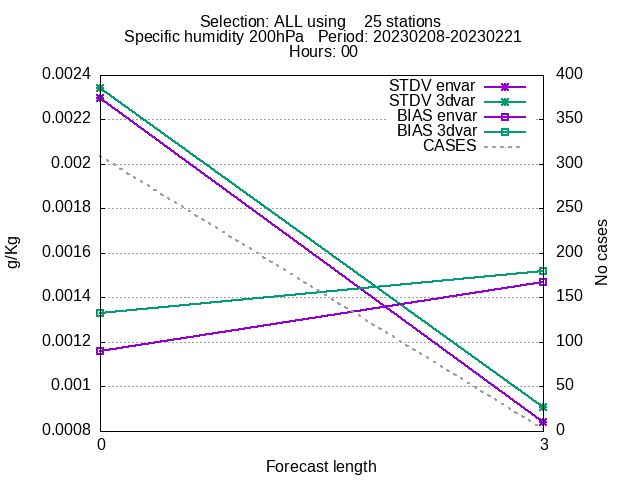 Selection: ALL using    25 stations
Specific humidity 200hPa   Period: 20230208-20230221
Hours: 00
0.0024
0.0022
0.002
0.0018
0.0016
0.0014
0.0012
0.001
0.0008
g/Kg
STDV envar
STDV 3dvar
BIAS envar
BIAS 3dvar
CASES
400
350
300
250
200
150
100
50
0
No cases
0
3
Forecast length